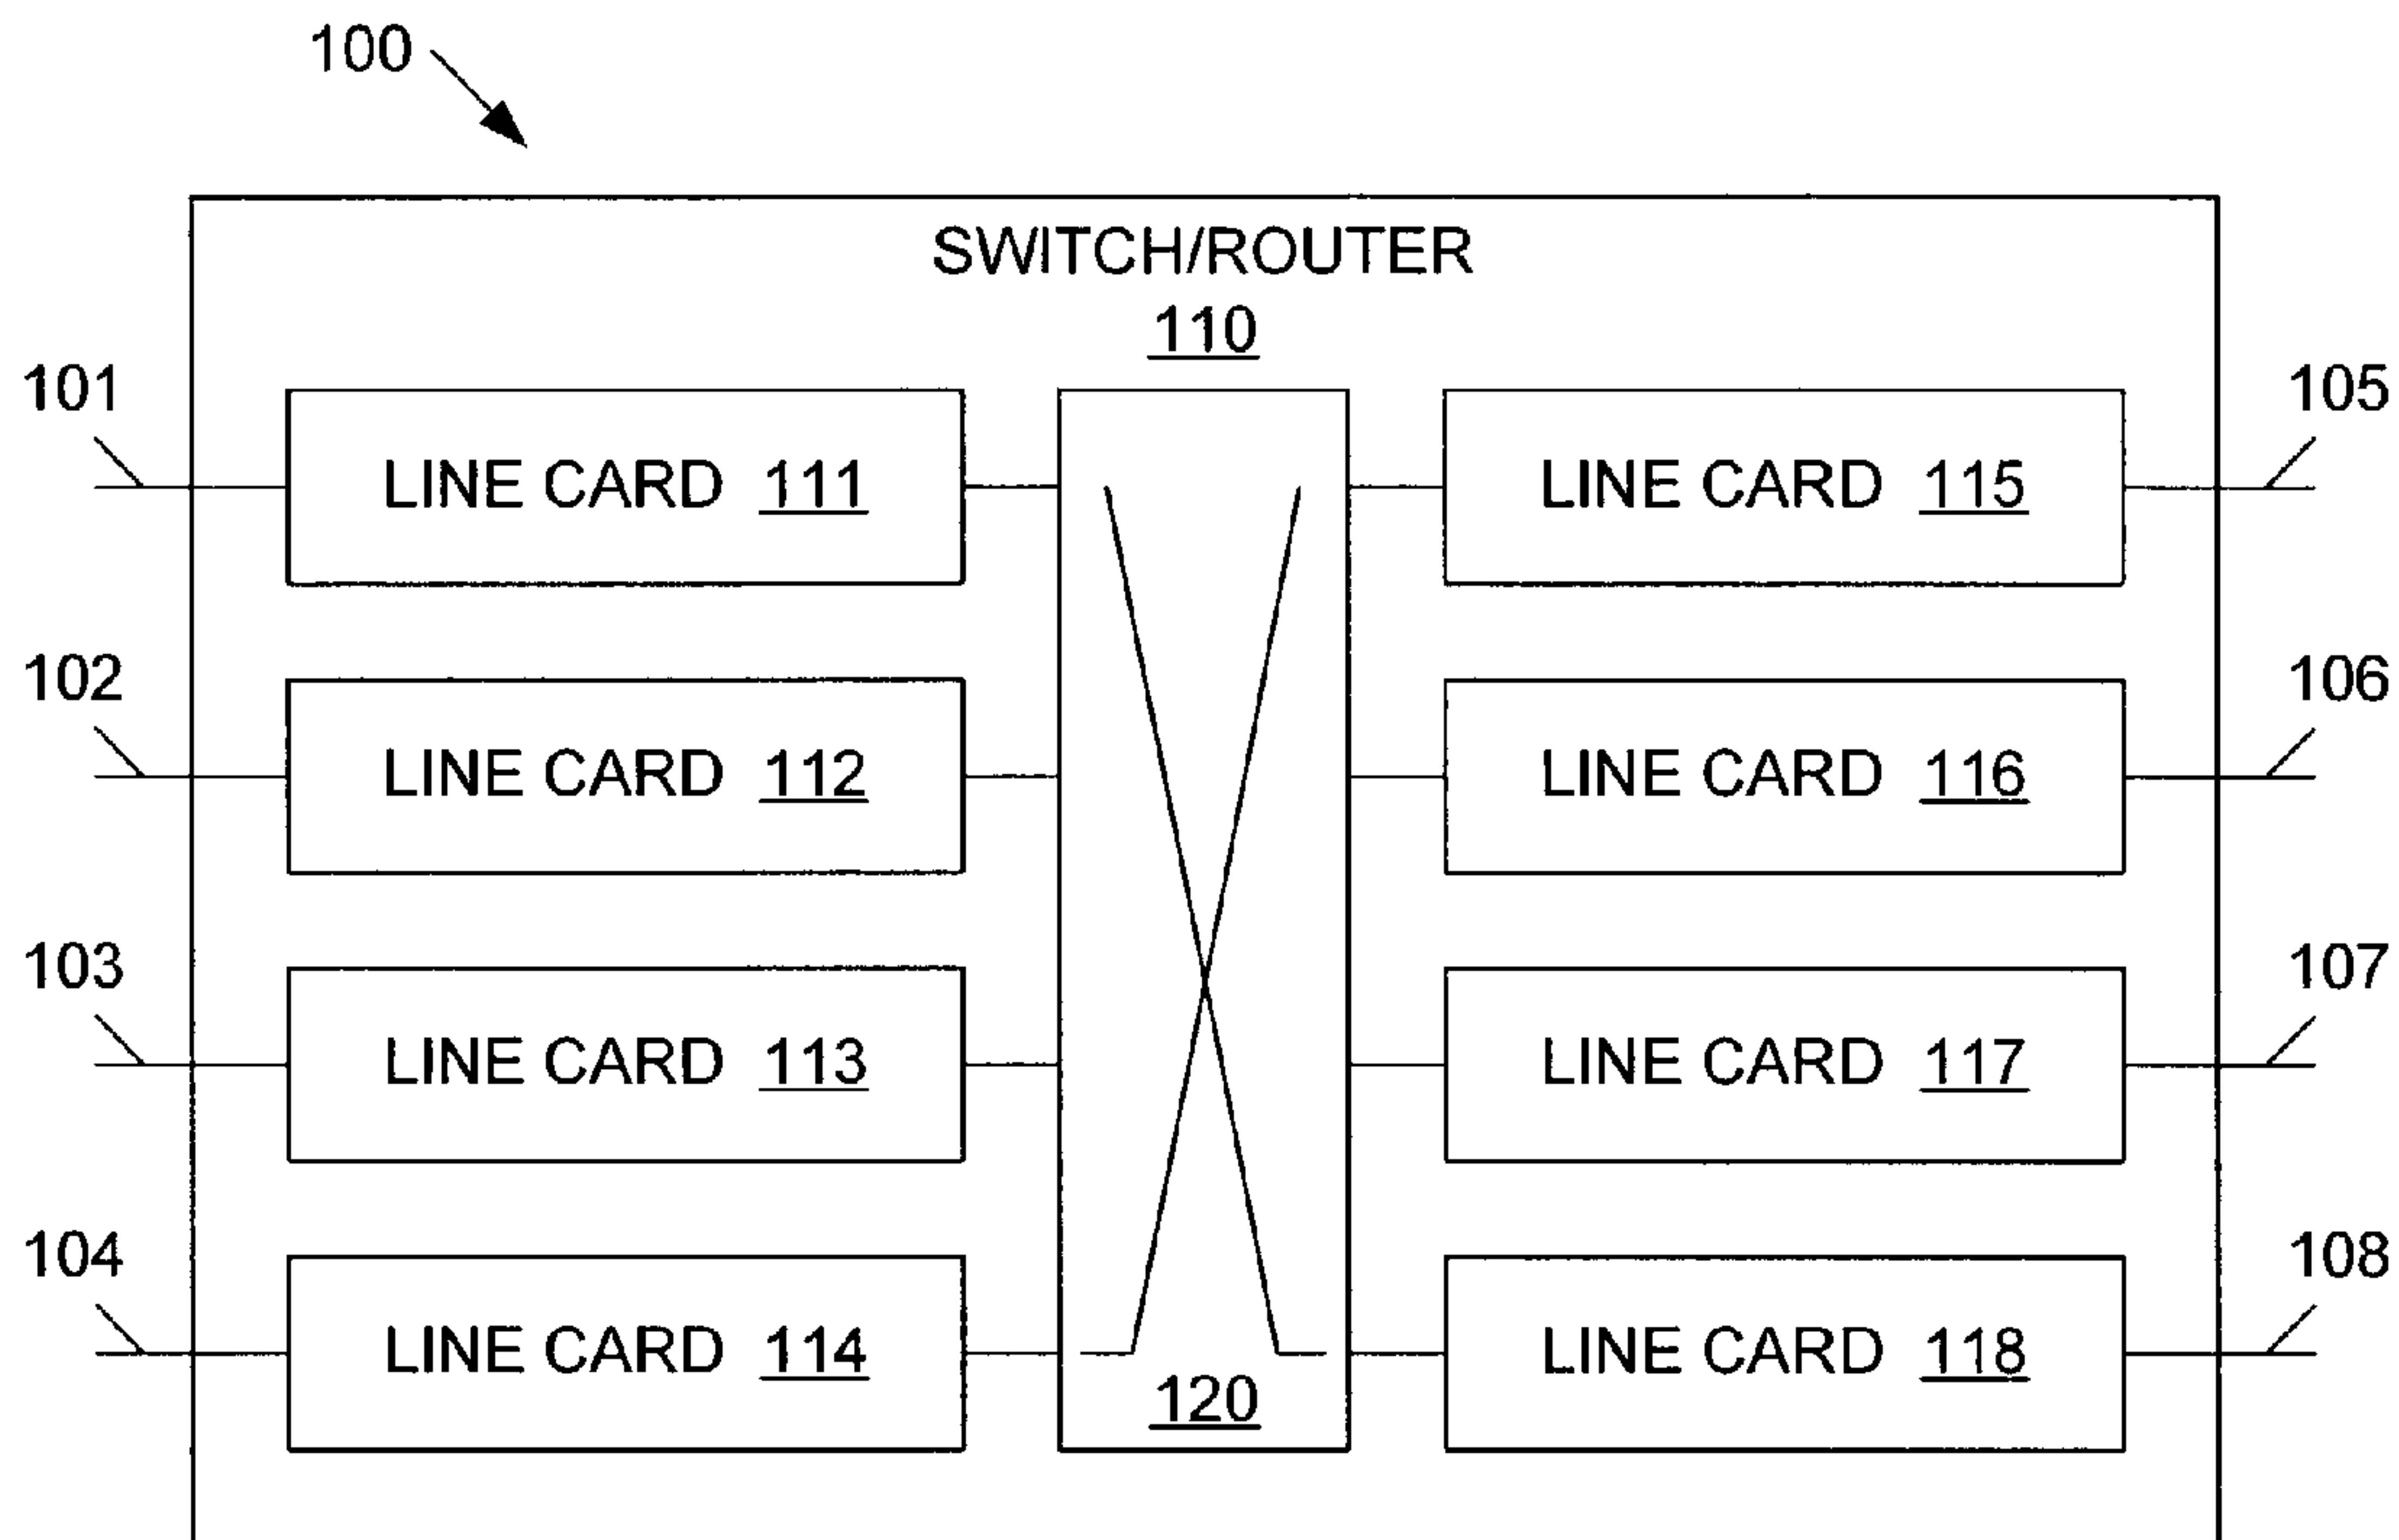 100
SWITCH/ROUTER
110
101
105
LINE CARD 111
LINE CARD 115
102
106
LINE CARD 112
LINE CARD 116
103
107
LINE CARD 113
LINE CARD 117
104
108
LINE CARD 114
LINE CARD 118
120